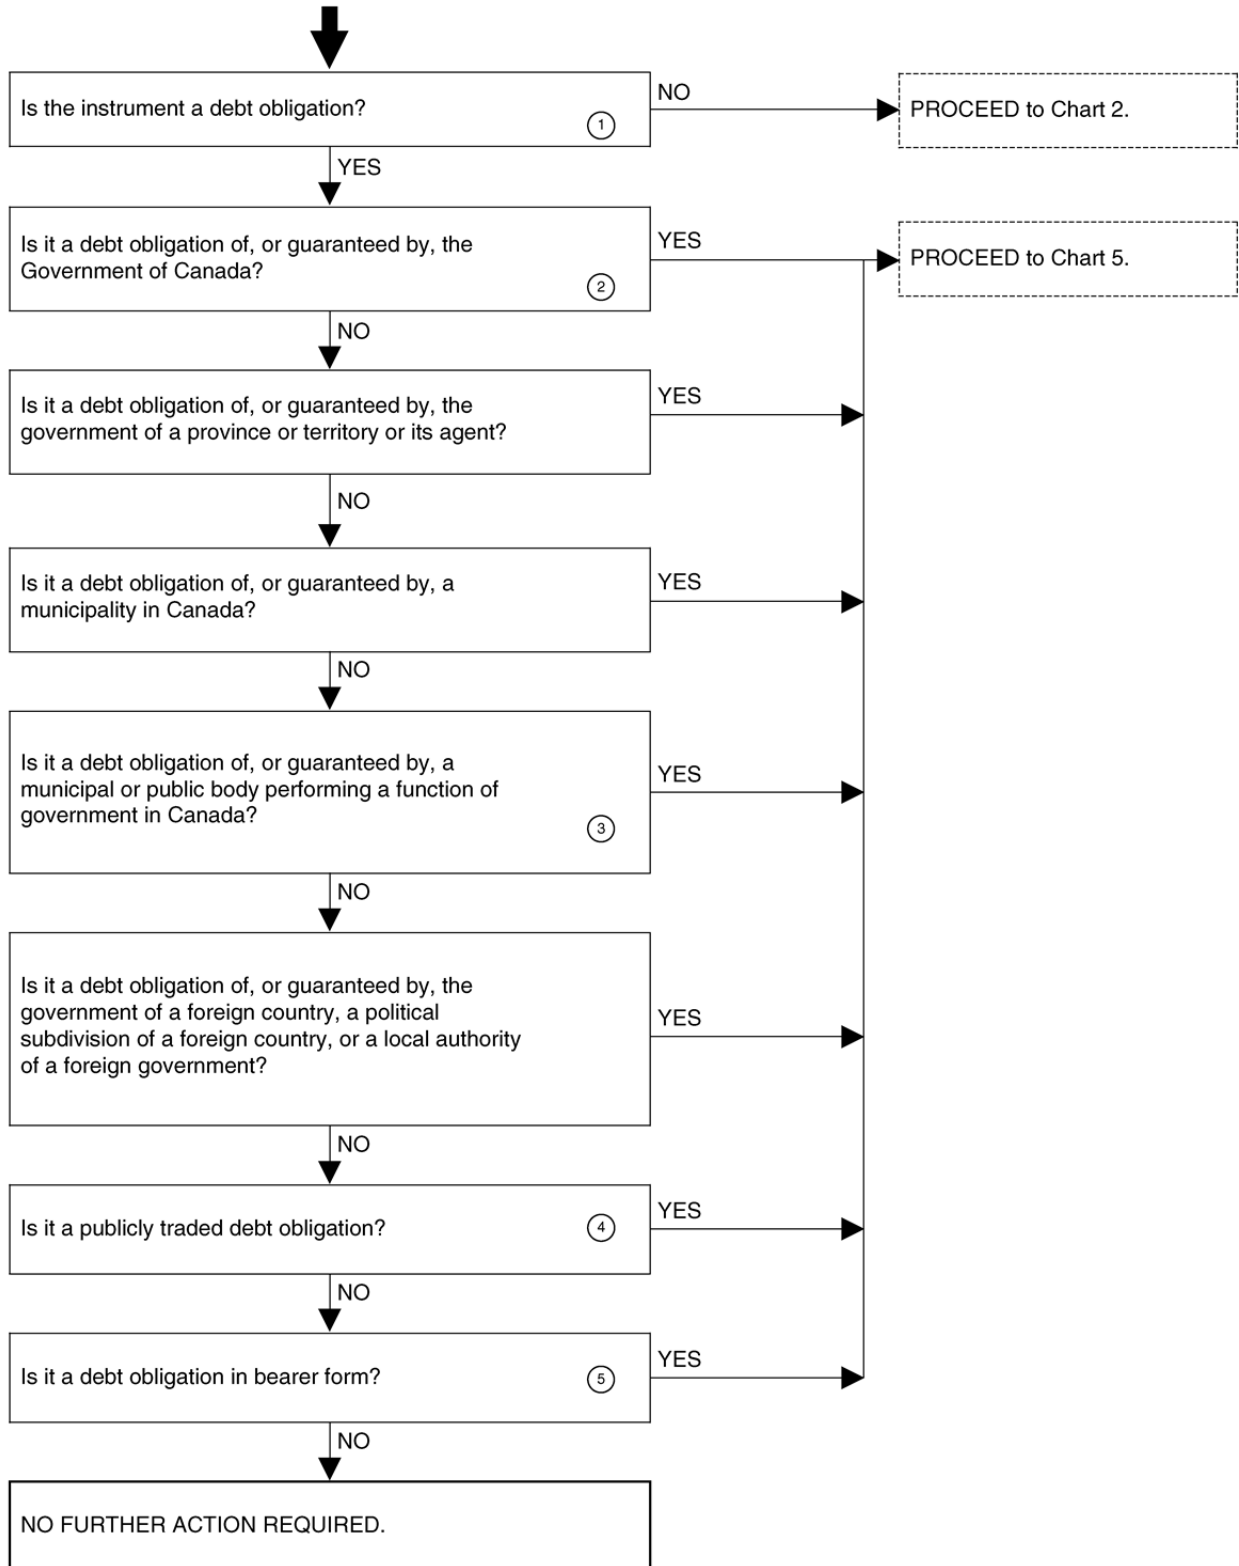 Is the instrument a debt obligation?
1
NO
PROCEED to Chart 2.
YES
Is it a debt obligation of, or guaranteed by, the
Government of Canada?
2
YES
PROCEED to Chart 5.
NO
Is it a debt obligation of, or guaranteed by, the
government of a province or territory or its agent?
YES
NO
Is it a debt obligation of, or guaranteed by, a
municipality in Canada?
YES
NO
Is it a debt obligation of, or guaranteed by, a
municipal or public body performing a function of
government in Canada?
3
YES
NO
Is it a debt obligation of, or guaranteed by, the
government of a foreign country, a political
subdivision of a foreign country, or a local authority
of a foreign government?
YES
NO
Is it a publicly traded debt obligation?
4
YES
NO
Is it a debt obligation in bearer form?
5
YES
NO
NO FURTHER ACTION REQUIRED.